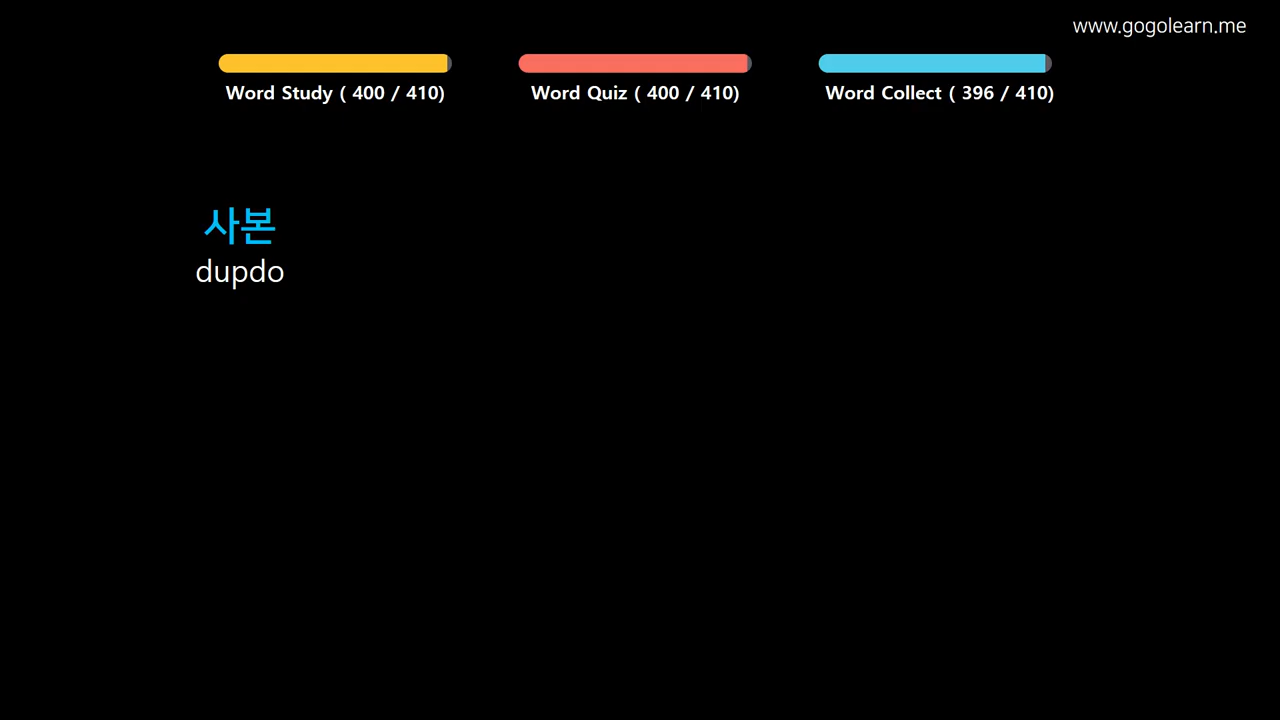 www.gogolearn.me
Word Study ( 400 / 410)
Word Quiz ( 400 / 410)
Word Collect ( 396 / 410)
사본
dupdo